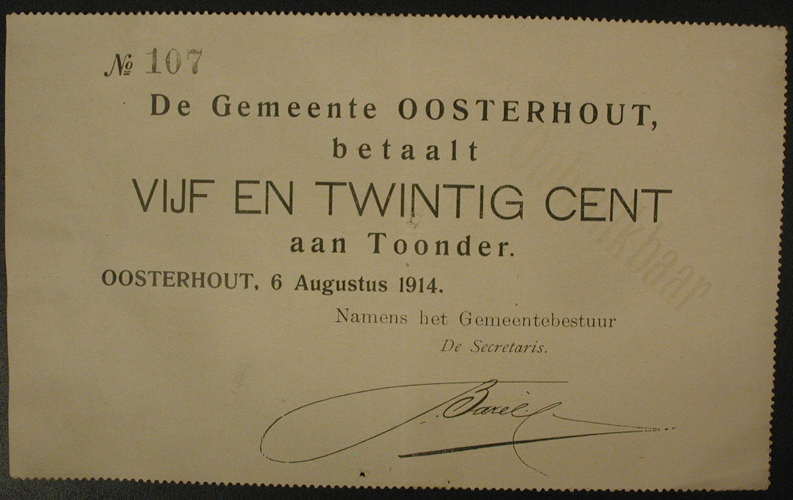 № 107
De Gemeente OOSTERHOUT,
betaalt
VIJF EN TWINTIG CENT
aan Toonder.
OOSTERHOUT, 6 Augustus 1914.
Namens het Gemeentebestuur
De Secretaris.